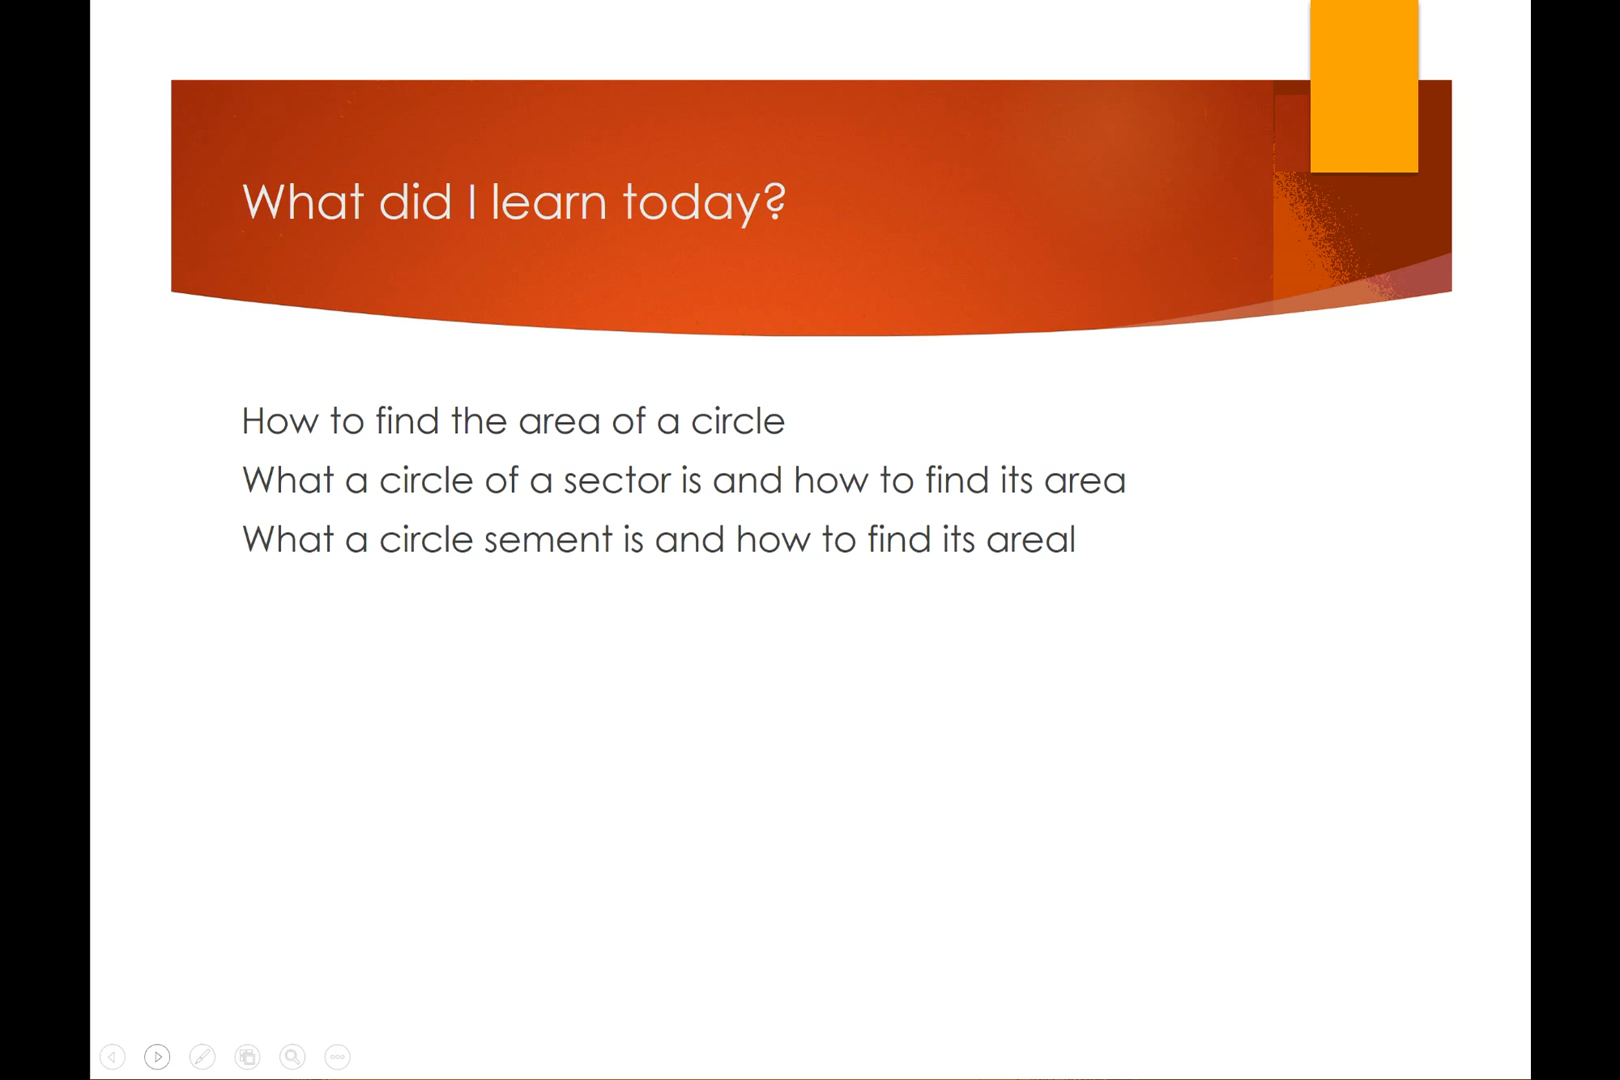 What did I learn today?
How to find the area of a circle
What a circle of a sector is and how to find its area
What a circle sement is and how to find its areal